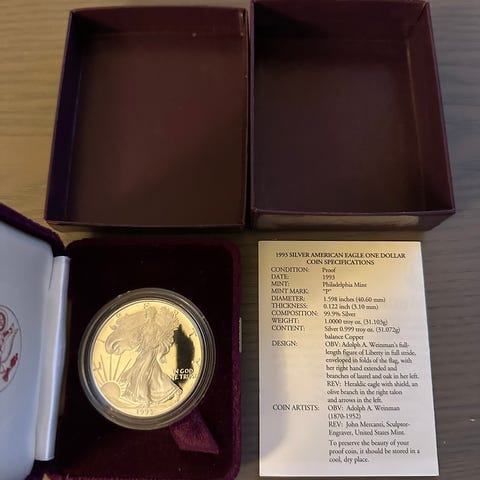 1993 SILVER AMERICAN EAGLE ONE DOLLAR
COIN SPECIFICATIONS
CONDITION: Proof
DATE: 1993
MINT: Philadelphia Mint
MINT MARK: "P"
DIAMETER: 1.598 inches (40.60 mm)
THICKNESS: 0.122 inch (3.10 mm)
COMPOSITION: 99.9% Silver
WEIGHT: 1.0000 troy oz. (31.103g)
CONTENT: Silver 0.999 troy oz. (31.072g)
balance Copper
DESIGN: OBV: Adolph A. Weinman's full-
length figure of Liberty in full stride,
enveloped in folds of the flag, with
her right hand extended and
branches of laurel and oak in her left.
REV: Heraldic eagle with shield, an
olive branch in the right talon
and arrows in the left.
COIN ARTISTS: OBV: Adolph A. Weinman
(1870-1952)
REV: John Mercanti, Sculptor-
Engraver, United States Mint.
To preserve the beauty of your
proof coin, it should be stored in a
cool, dry place.
IN GOD
WE TRUST
1993